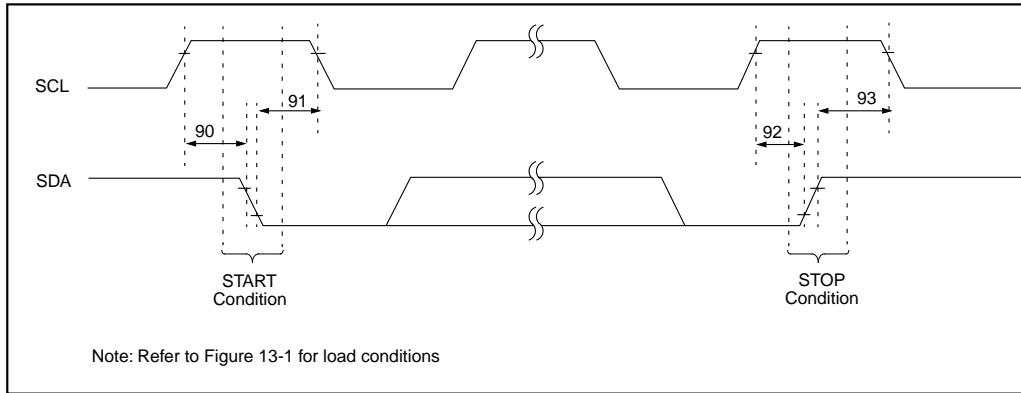 SCL
91
93
90
92
SDA
START
Condition
STOP
Condition
Note: Refer to Figure 13-1 for load conditions